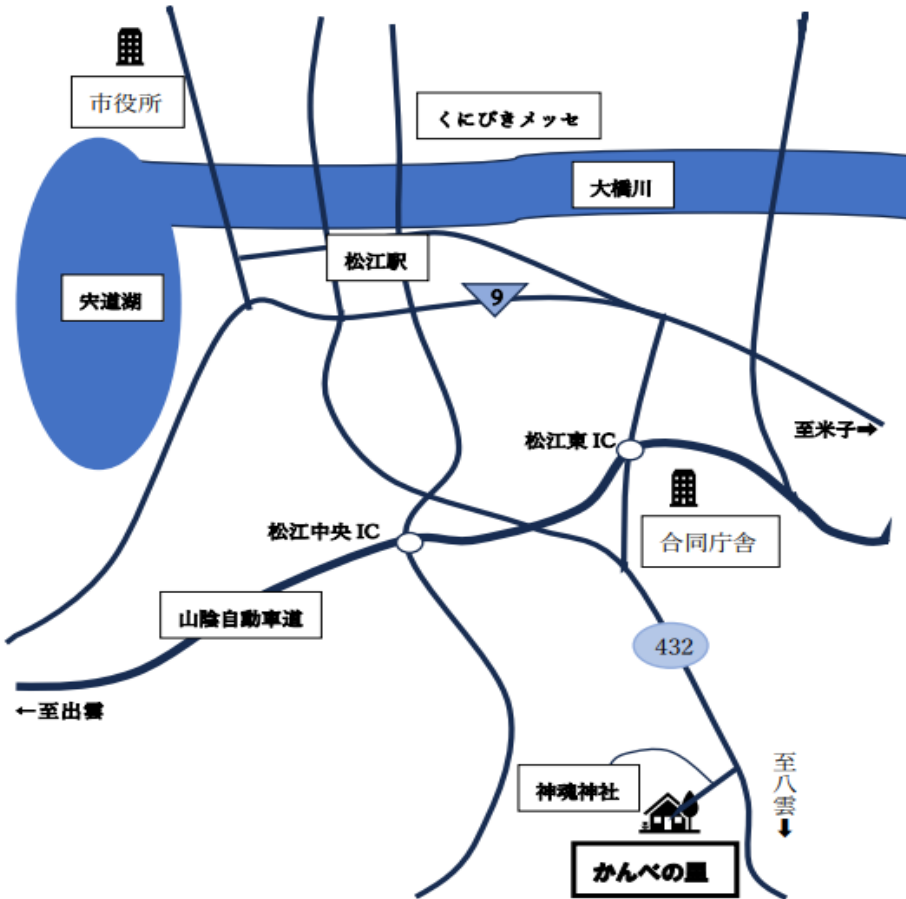 市役所
くにびきメッセ
大橋川
松江駅
宍道湖
9
至米子➡
松江東 IC
松江中央 IC
合同庁舎
山陰自動車道
432
←至出雲
至八雲⬇
神魂神社
かんべの里